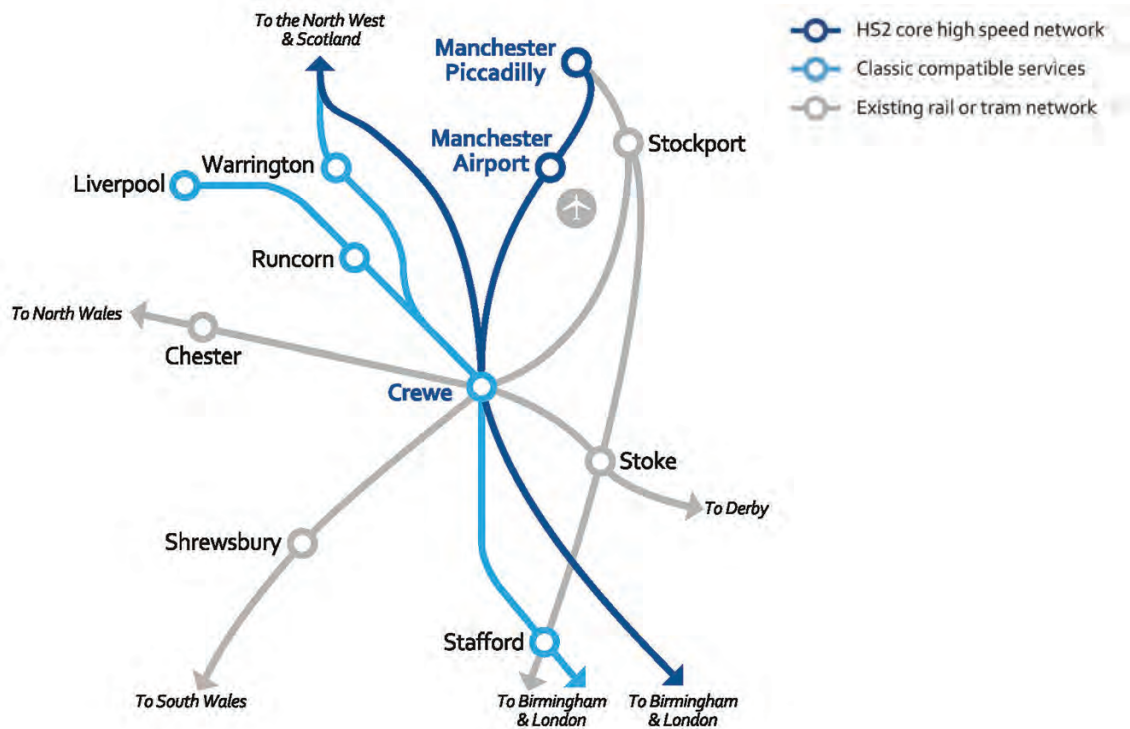 To the North West
& Scotland
Manchester
Piccadilly
HS2 core high speed network
Classic compatible services
Existing rail or tram network
Stockport
Manchester
Airport
Warrington
Liverpool
Runcorn
To North Wales
Chester
Crewe
Stoke
To Derby
Shrewsbury
Stafford
To South Wales
To Birmingham
& London
To Birmingham
& London